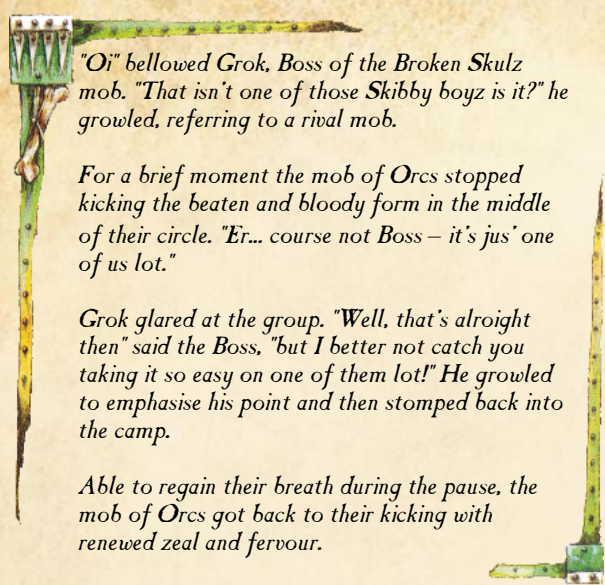 "Oi" bellowed Grok, Boss of the Broken Skulz
mob. "That isn't one of those Skibby boyz is it?" he
growled, referring to a rival mob.
For a brief moment the mob of Orcs stopped
kicking the beaten and bloody form in the middle
of their circle. "Er... course not Boss – it's jus' one
of us lot."
Grok glared at the group. "Well, that's alroight
then" said the Boss, "but I better not catch you
taking it so easy on one of them lot!" He growled
to emphasise his point and then stomped back into
the camp.
Able to regain their breath during the pause, the
mob of Orcs got back to their kicking with
renewed zeal and fervour.